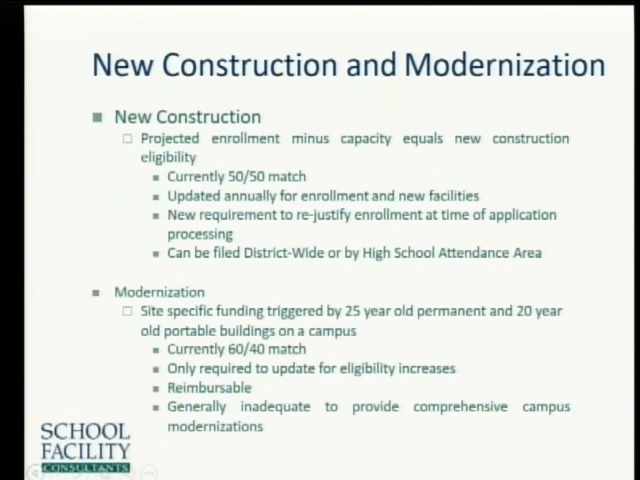 New Construction and Modernization
New Construction
Projected enrollment minus capacity equals new construction
eligibility
Currently 50/50 match
Updated annually for enrollment and new facilities
New requirement to re-justify enrollment at time of application
processing
Can be filed District-Wide or by High School Attendance Area
Modernization
Site specific funding triggered by 25 year old permanent and 20 year
old portable buildings on a campus
Currently 60/40 match
Only required to update for eligibility increases
Reimbursable
Generally inadequate to provide comprehensive campus
modernizations
SCHOOL
FACILITY
CONSULTANTS